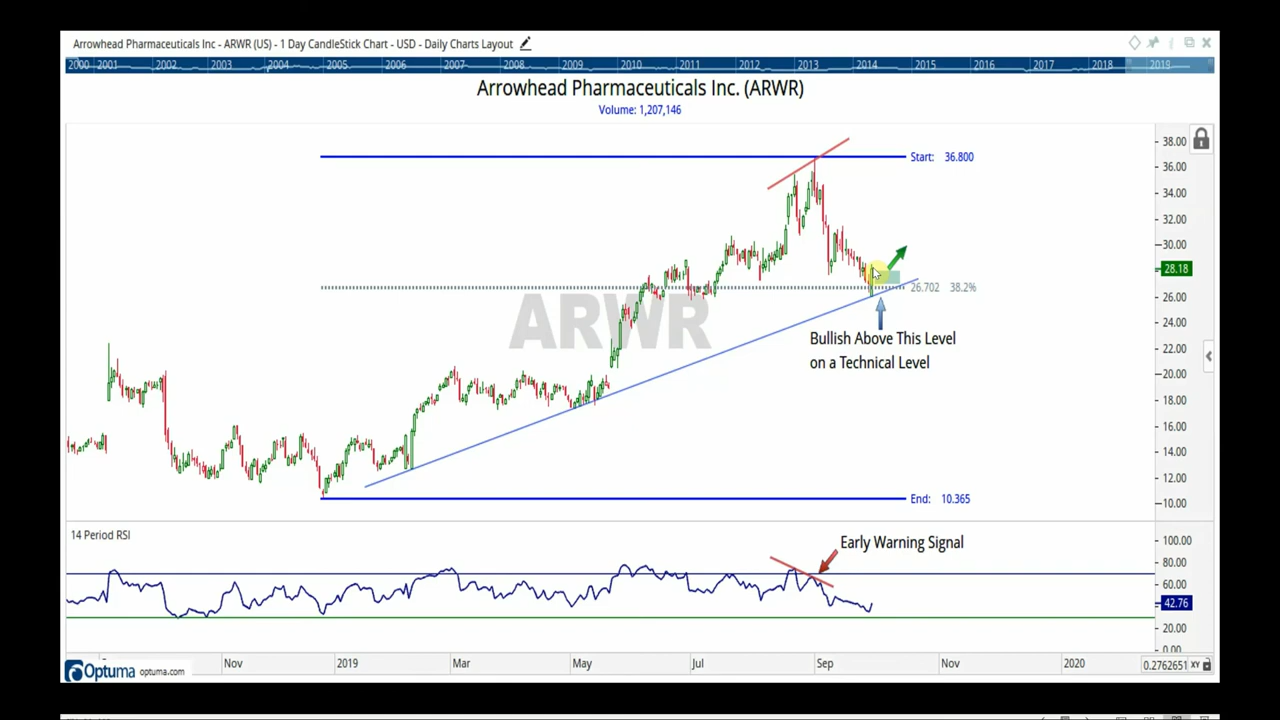 Arrowhead Pharmaceuticals Inc - ARWR (US) - 1 Day CandleStick Chart - USD - Daily Charts Layout
2000 2001 2002 2003 2004 2005 2006 2007 2008 2009 2010 2011 2012 2013 2014 2015 2016 2017 2018 2019
Arrowhead Pharmaceuticals Inc. (ARWR)
Volume: 1,207,146
38.00
Start: 36.800
36.00
34.00
32.00
30.00
28.18
26.702 38.2%
26.00
ARWR
24.00
Bullish Above This Level
on a Technical Level
22.00
20.00
18.00
16.00
14.00
12.00
End: 10.365
10.00
14 Period RSI
Early Warning Signal
100.00
80.00
60.00
42.76
20.00
0.00
Nov 2019 Mar May Jul Sep Nov 2020
0.2762651 XY
Optuma optuma.com